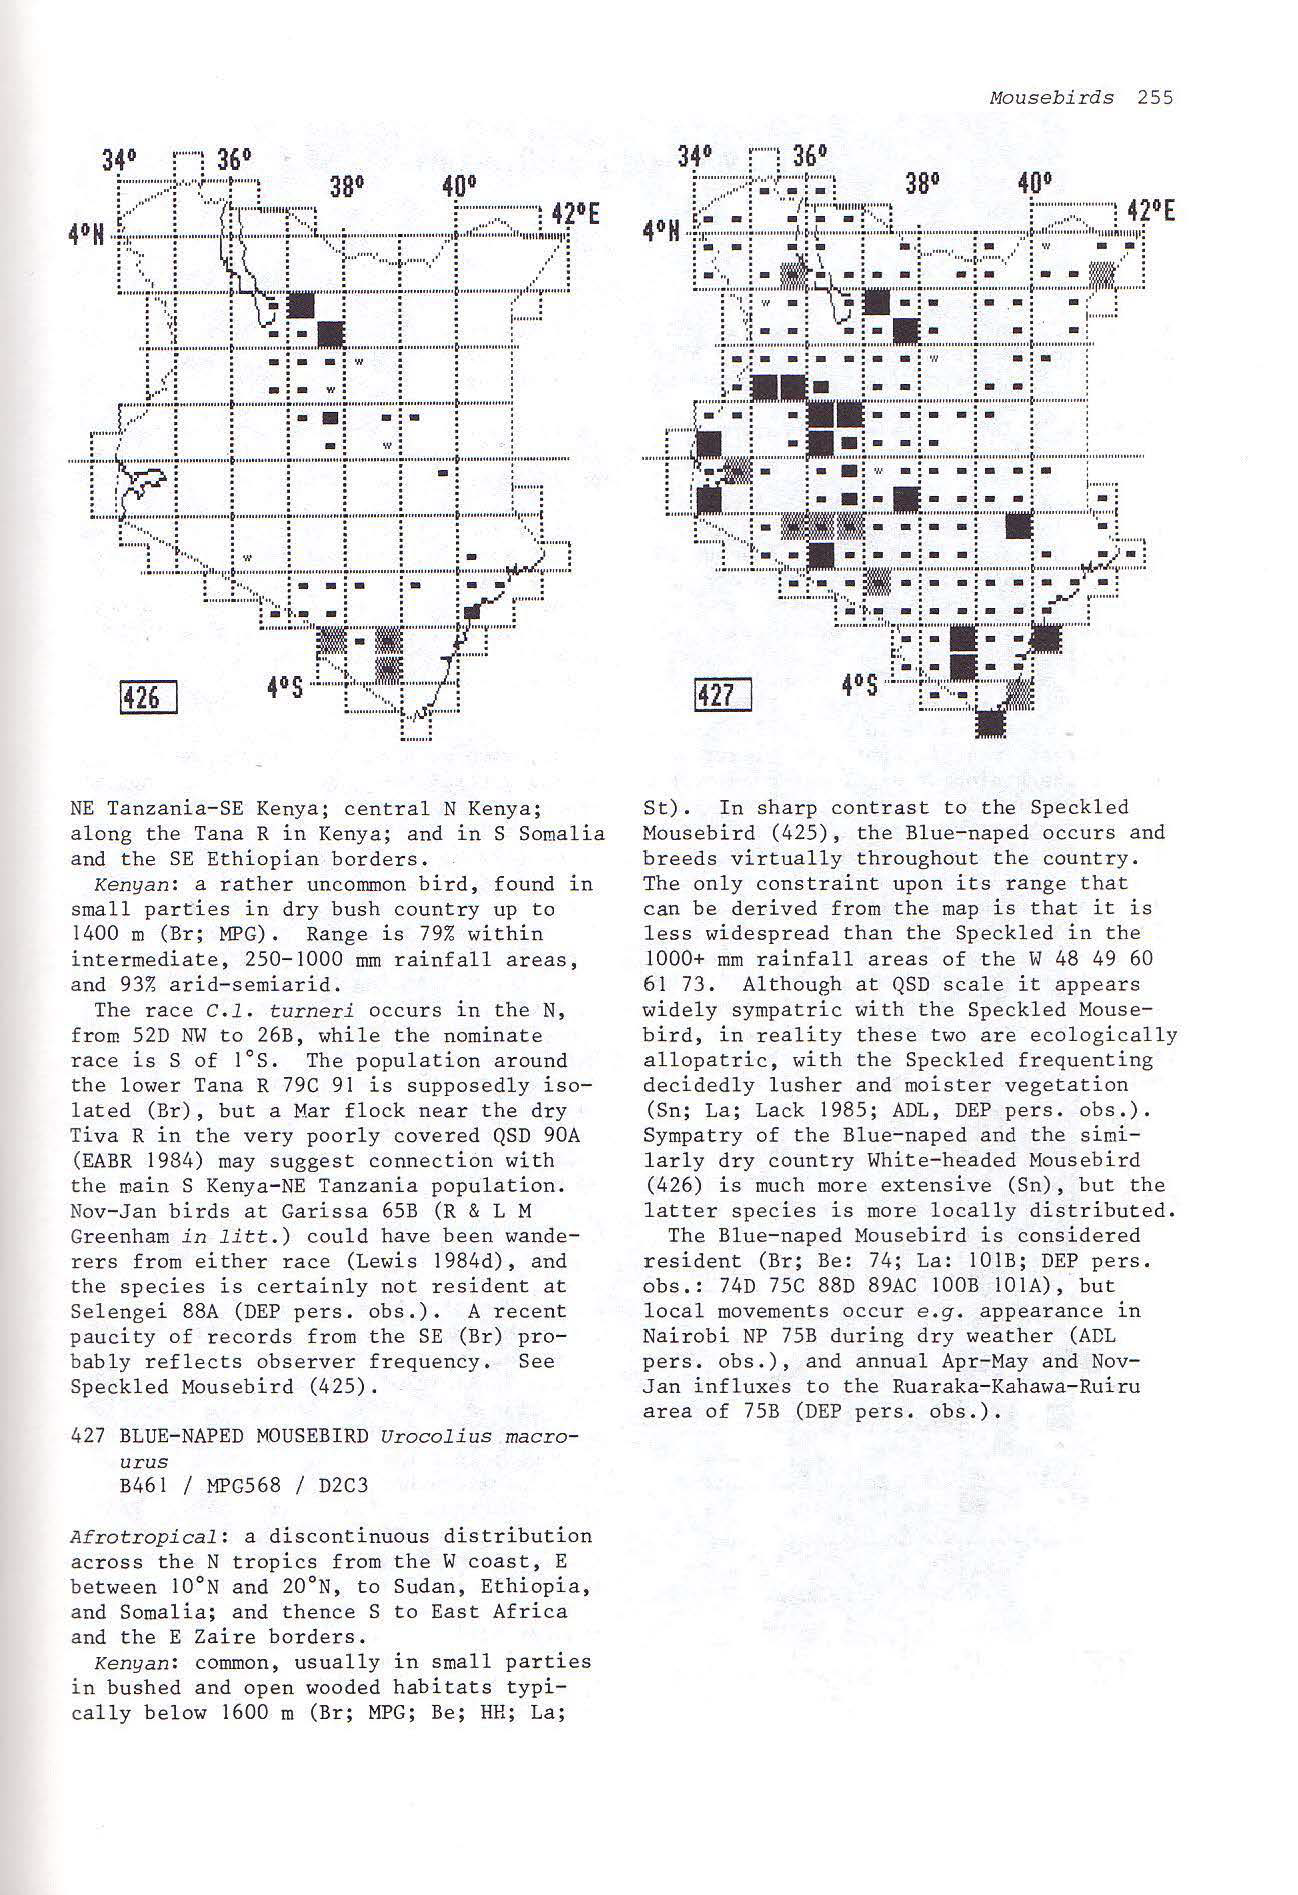 Mousebirds 255
34° 36°
38° 40°
4°N 42°E
426 4°S
34° 36°
38° 40°
4°N 42°E
427 4°S
NE Tanzania-SE Kenya; central N Kenya;
along the Tana R in Kenya; and in S Somalia
and the SE Ethiopian borders.
Kenyan: a rather uncommon bird, found in
small parties in dry bush country up to
1400 m (Br; MPG). Range is 79% within
intermediate, 250-1000 mm rainfall areas,
and 93% arid-semiarid.
The race C.l. turneri occurs in the N,
from 52D NW to 26B, while the nominate
race is S of 1°S. The population around
the lower Tana R 79C 91 is supposedly iso-
lated (Br), but a Mar flock near the dry
Tiva R in the very poorly covered QSD 90A
(EABR 1984) may suggest connection with
the main S Kenya-NE Tanzania population.
Nov-Jan birds at Garissa 65B (R & L M
Greenham in litt.) could have been wande-
rers from either race (Lewis 1984d), and
the species is certainly not resident at
Selengei 88A (DEP pers. obs.). A recent
paucity of records from the SE (Br) pro-
bably reflects observer frequency. See
Speckled Mousebird (425).
427 BLUE-NAPED MOUSEBIRD Urocolius macro-
urus
B461 / MPG568 / D2C3
Afrotropical: a discontinuous distribution
across the N tropics from the W coast, E
between 10°N and 20°N, to Sudan, Ethiopia,
and Somalia; and thence S to East Africa
and the E Zaire borders.
Kenyan: common, usually in small parties
in bushed and open wooded habitats typi-
cally below 1600 m (Br; MPG; Be; HH; La;
St). In sharp contrast to the Speckled
Mousebird (425), the Blue-naped occurs and
breeds virtually throughout the country.
The only constraint upon its range that
can be derived from the map is that it is
less widespread than the Speckled in the
1000+ mm rainfall areas of the W 48 49 60
61 73. Although at QSD scale it appears
widely sympatric with the Speckled Mouse-
bird, in reality these two are ecologically
allopatric, with the Speckled frequenting
decidedly lusher and moister vegetation
(Sn; La; Lack 1985; ADL, DEP pers. obs.).
Sympatry of the Blue-naped and the simi-
larly dry country White-headed Mousebird
(426) is much more extensive (Sn), but the
latter species is more locally distributed.
The Blue-naped Mousebird is considered
resident (Br; Be: 74; La: 101B; DEP pers.
obs.: 74D 75C 88D 89AC 100B 101A), but
local movements occur e.g. appearance in
Nairobi NP 75B during dry weather (ADL
pers. obs.), and annual Apr-May and Nov-
Jan influxes to the Ruaraka-Kahawa-Ruiru
area of 75B (DEP pers. obs.).